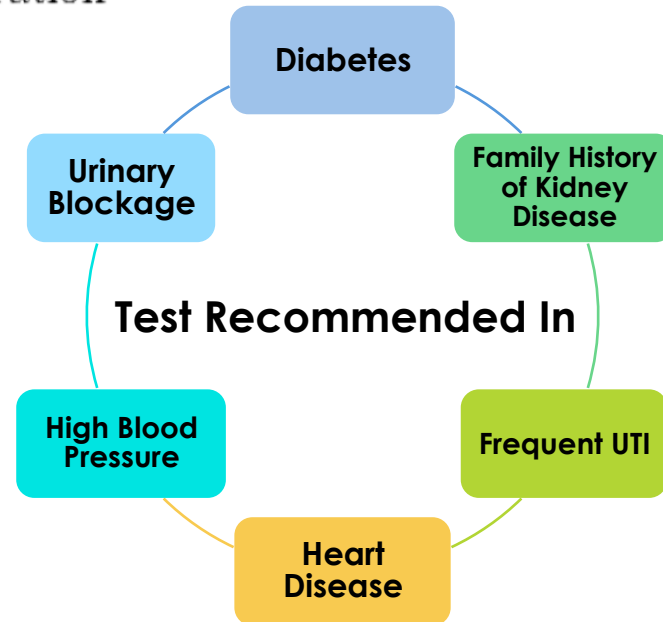 Diabetes
Family History
of Kidney
Disease
Frequent UTI
Heart
Disease
High Blood
Pressure
Urinary
Blockage
Test Recommended In